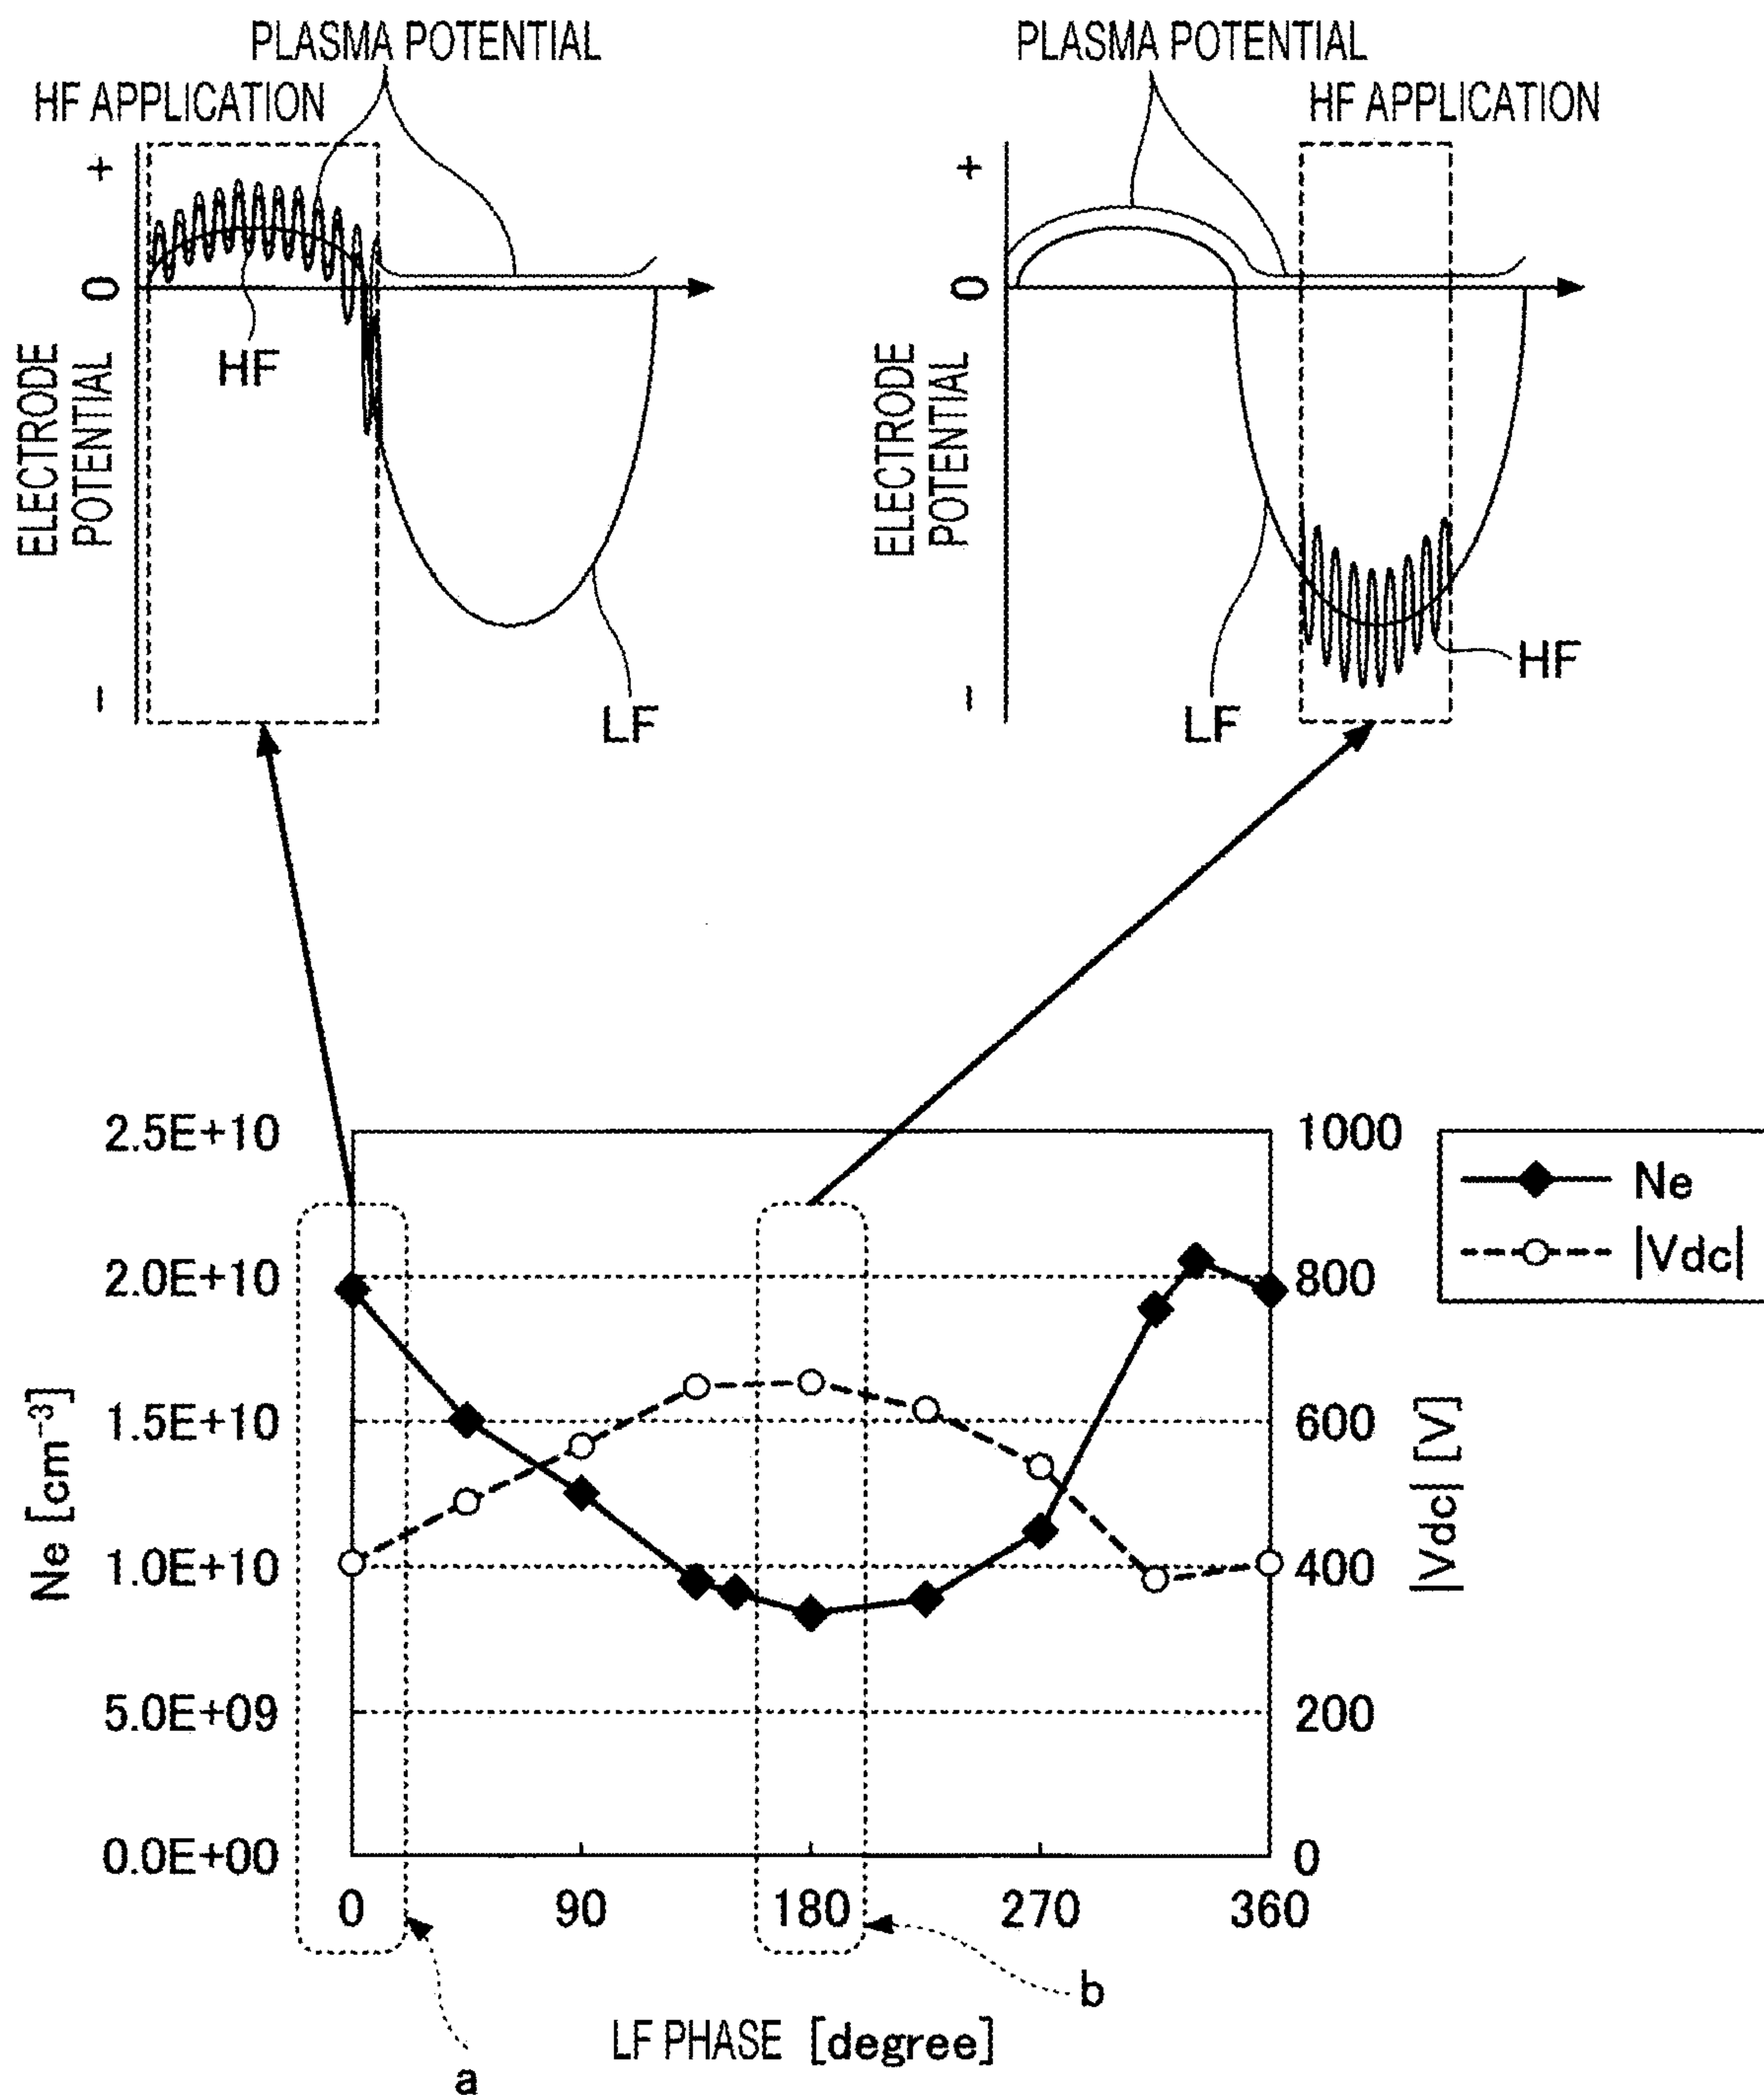 PLASMA POTENTIAL
HF APPLICATION
+
0
-
ELECTRODE
POTENTIAL
HF
LF
PLASMA POTENTIAL
HF APPLICATION
+
0
-
ELECTRODE
POTENTIAL
LF
HF
2.5E+10
2.0E+10
1.5E+10
1.0E+10
5.0E+09
0.0E+00
Ne [cm⁻³]
1000
800
600
400
200
0
|Vdc| [V]
Ne
|Vdc|
0 90 180 270 360
a
b
LF PHASE [degree]